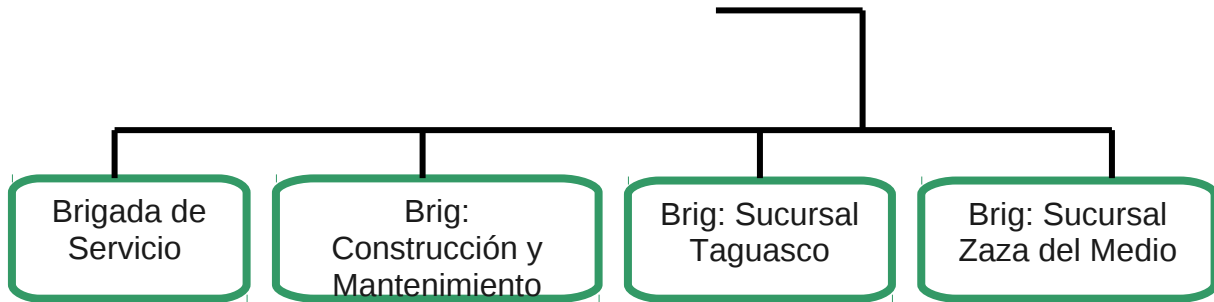 Brigada de
Servicio
Brig:
Construcción y
Mantenimiento
Brig: Sucursal
Taguasco
Brig: Sucursal
Zaza del Medio